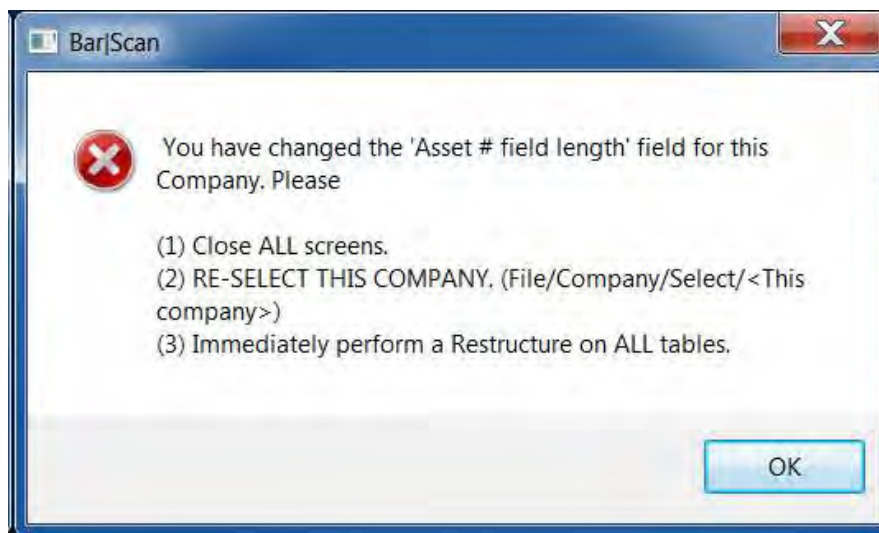 Bar|Scan
You have changed the 'Asset # field length' field for this
Company. Please
(1) Close ALL screens.
(2) RE-SELECT THIS COMPANY. (File/Company/Select/<This
company>)
(3) Immediately perform a Restructure on ALL tables.
OK